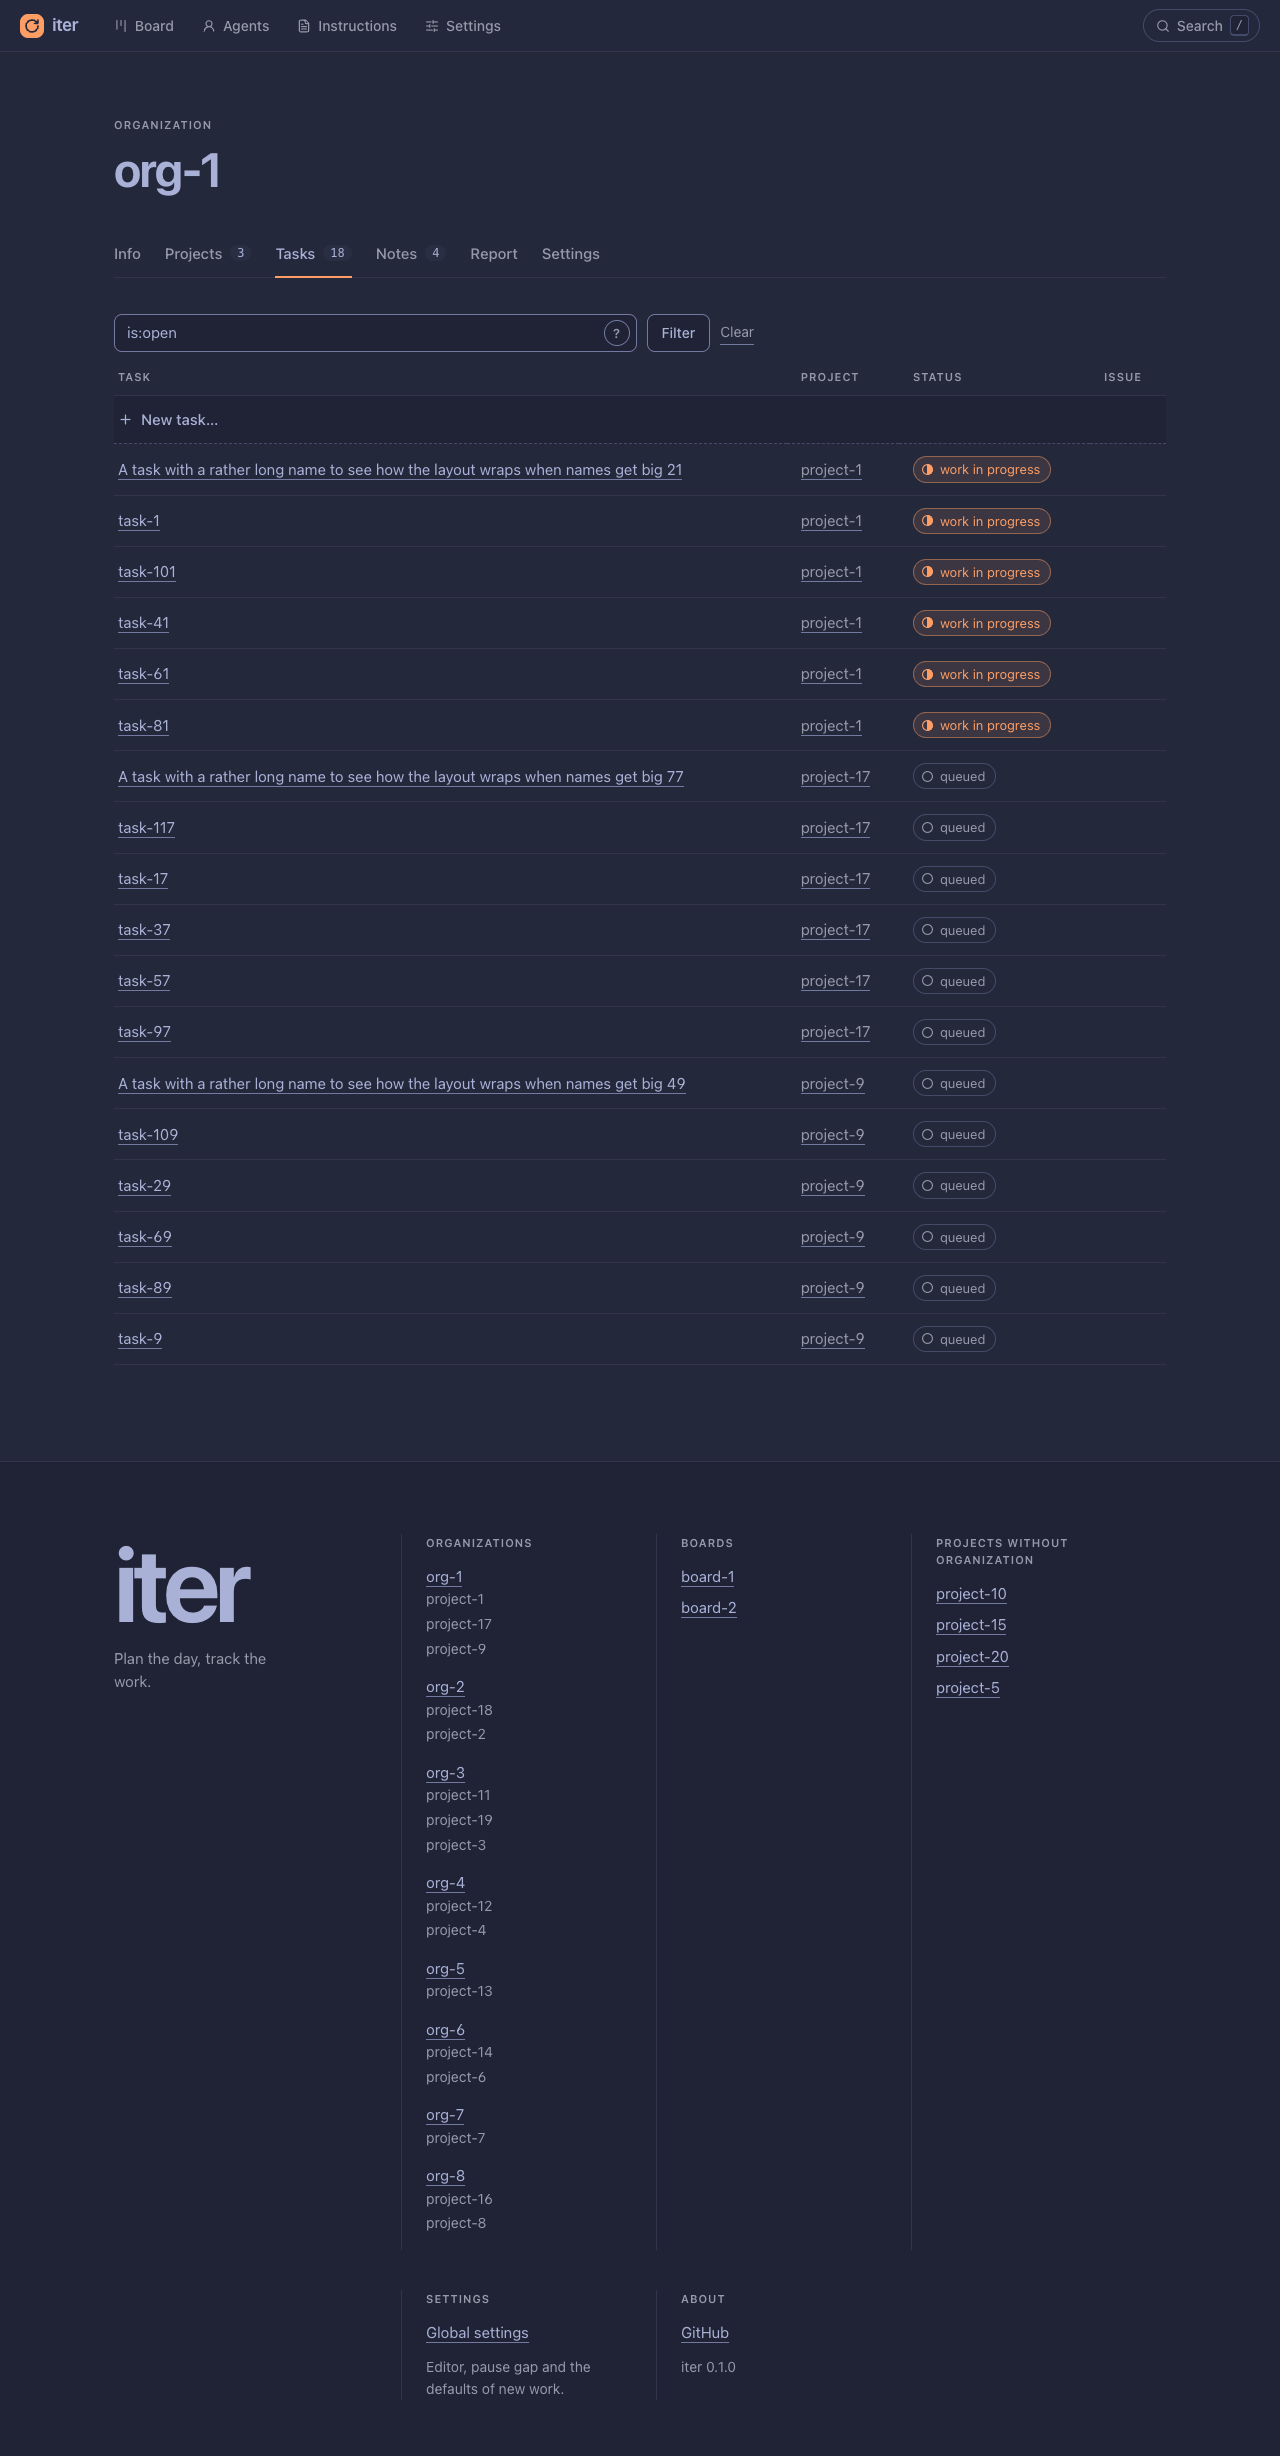 iter Board Agents Instructions Settings Search /
ORGANIZATION
org-1
Info Projects 3 Tasks 18 Notes 4 Report Settings
is:open ? Filter Clear
TASK PROJECT STATUS ISSUE
+ New task...
A task with a rather long name to see how the layout wraps when names get big 21 project-1 work in progress
task-1 project-1 work in progress
task-101 project-1 work in progress
task-41 project-1 work in progress
task-61 project-1 work in progress
task-81 project-1 work in progress
A task with a rather long name to see how the layout wraps when names get big 77 project-17 queued
task-117 project-17 queued
task-17 project-17 queued
task-37 project-17 queued
task-57 project-17 queued
task-97 project-17 queued
A task with a rather long name to see how the layout wraps when names get big 49 project-9 queued
task-109 project-9 queued
task-29 project-9 queued
task-69 project-9 queued
task-89 project-9 queued
task-9 project-9 queued
iter
Plan the day, track the
work.
ORGANIZATIONS
org-1
project-1
project-17
project-9
org-2
project-18
project-2
org-3
project-11
project-19
project-3
org-4
project-12
project-4
org-5
project-13
org-6
project-14
project-6
org-7
project-7
org-8
project-16
project-8
BOARDS
board-1
board-2
PROJECTS WITHOUT
ORGANIZATION
project-10
project-15
project-20
project-5
SETTINGS
Global settings
Editor, pause gap and the
defaults of new work.
ABOUT
GitHub
iter 0.1.0